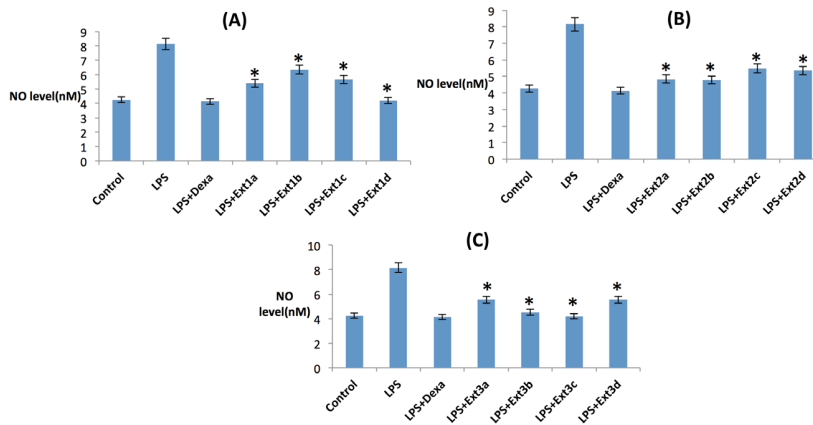 (A)
9
8
7
6
5
4
3
2
1
0
NO level(nM)
* * * *
Control LPS LPS+Dexa LPS+Ext1a LPS+Ext1b LPS+Ext1c LPS+Ext1d
(B)
9
8
7
6
5
4
3
2
1
0
NO level(nM)
* * * *
Control LPS LPS+Dexa LPS+Ext2a LPS+Ext2b LPS+Ext2c LPS+Ext2d
(C)
10
8
6
4
2
0
NO
level(nM)
* * * *
Control LPS LPS+Dexa LPS+Ext3a LPS+Ext3b LPS+Ext3c LPS+Ext3d